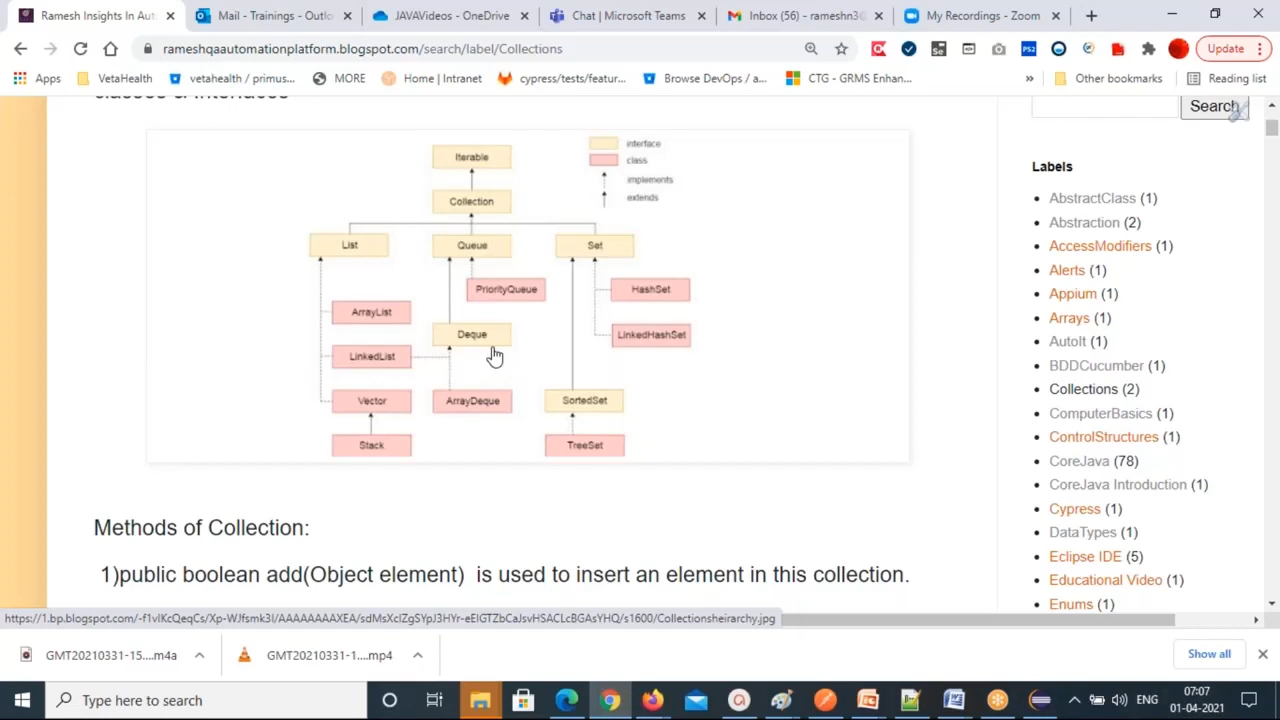 Ramesh Insights In Aut
Mail - Trainings - Outlo
JAVAVideos - OneDrive
Chat | Microsoft Teams
Inbox (56) - rameshn3@
My Recordings - Zoom
rameshqaautomationplatform.blogspot.com/search/label/Collections
Update
Apps
VetaHealth
vetahealth / primus...
MORE
Home | Intranet
cypress/tests/featur...
Browse DevOps / a...
CTG - GRMS Enhan...
Other bookmarks
Reading list
classes & Interfaces
Search
Iterable
Collection
List
Queue
Set
PriorityQueue
HashSet
ArrayList
Deque
LinkedHashSet
LinkedList
Vector
ArrayDeque
SortedSet
Stack
TreeSet
interface
class
implements
extends
Methods of Collection:
1)public boolean add(Object element) is used to insert an element in this collection.
Labels
AbstractClass (1)
Abstraction (2)
AccessModifiers (1)
Alerts (1)
Appium (1)
Arrays (1)
AutoIt (1)
BDDCucumber (1)
Collections (2)
ComputerBasics (1)
ControlStructures (1)
CoreJava (78)
CoreJava Introduction (1)
Cypress (1)
DataTypes (1)
Eclipse IDE (5)
Educational Video (1)
Enums (1)
GMT20210331-15....m4a
GMT20210331-1....mp4
Show all
Type here to search
ENG
07:07
01-04-2021